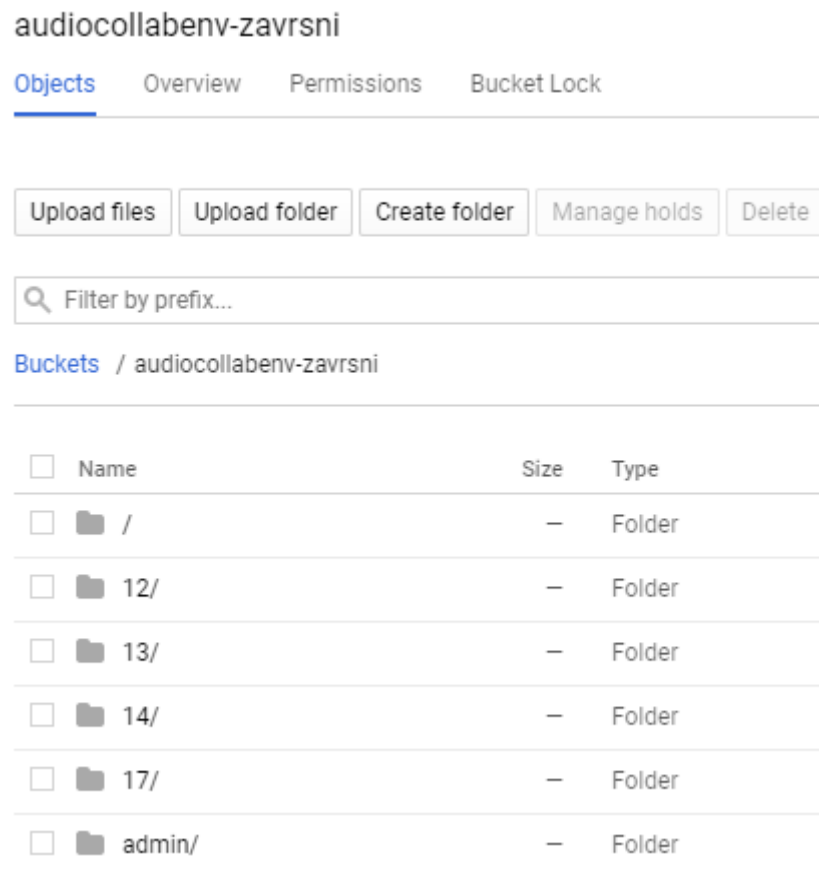 audiocollabenv-zavrsni
Objects Overview Permissions Bucket Lock
Upload files Upload folder Create folder Manage holds Delete
Filter by prefix...
Buckets / audiocollabenv-zavrsni
Name Size Type
/ — Folder
12/ — Folder
13/ — Folder
14/ — Folder
17/ — Folder
admin/ — Folder